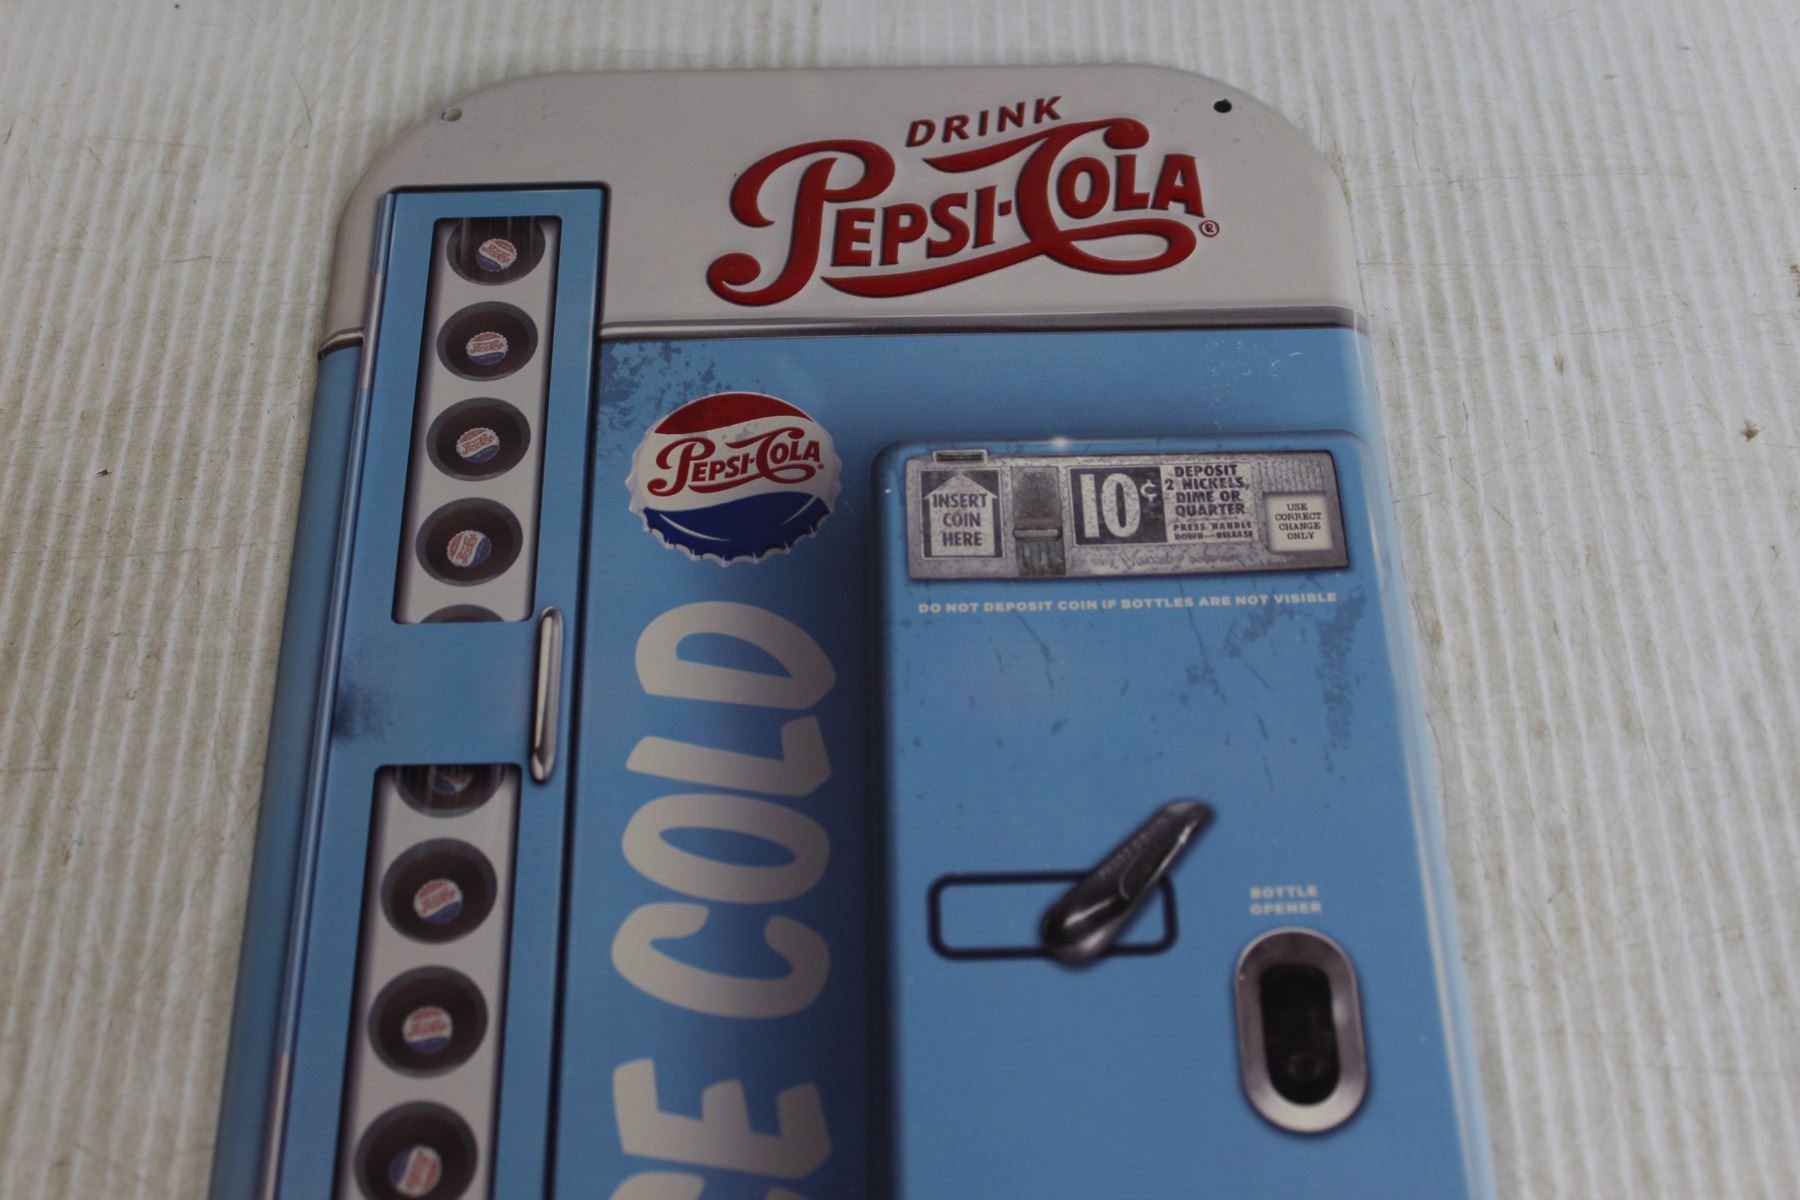 DRINK
PEPSI-COLA®
PEPSI-COLA
INSERT
COIN
HERE
10¢
DEPOSIT
2 NICKELS,
DIME OR
QUARTER
PRESS HANDLE
DOWN—RELEASE
USE
CORRECT
CHANGE
ONLY
DO NOT DEPOSIT COIN IF BOTTLES ARE NOT VISIBLE
CE COLD
BOTTLE
OPENER